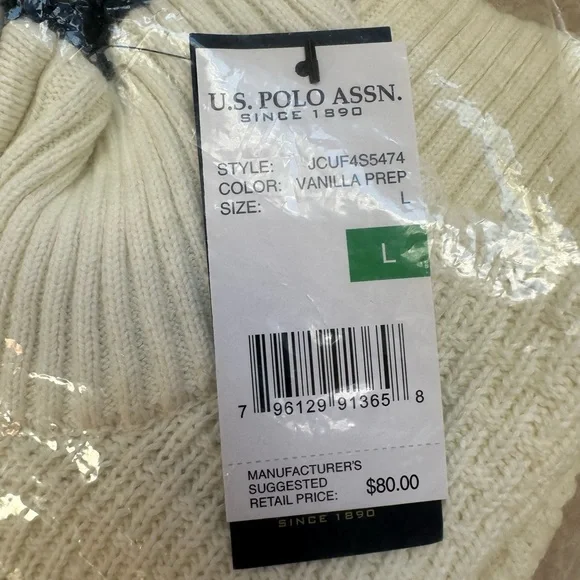 U.S. POLO ASSN.
SINCE 1890
STYLE: JCUF4S5474
COLOR: VANILLA PREP
SIZE: L
L
7 96129 91365 8
MANUFACTURER'S
SUGGESTED
RETAIL PRICE: $80.00
SINCE 1890